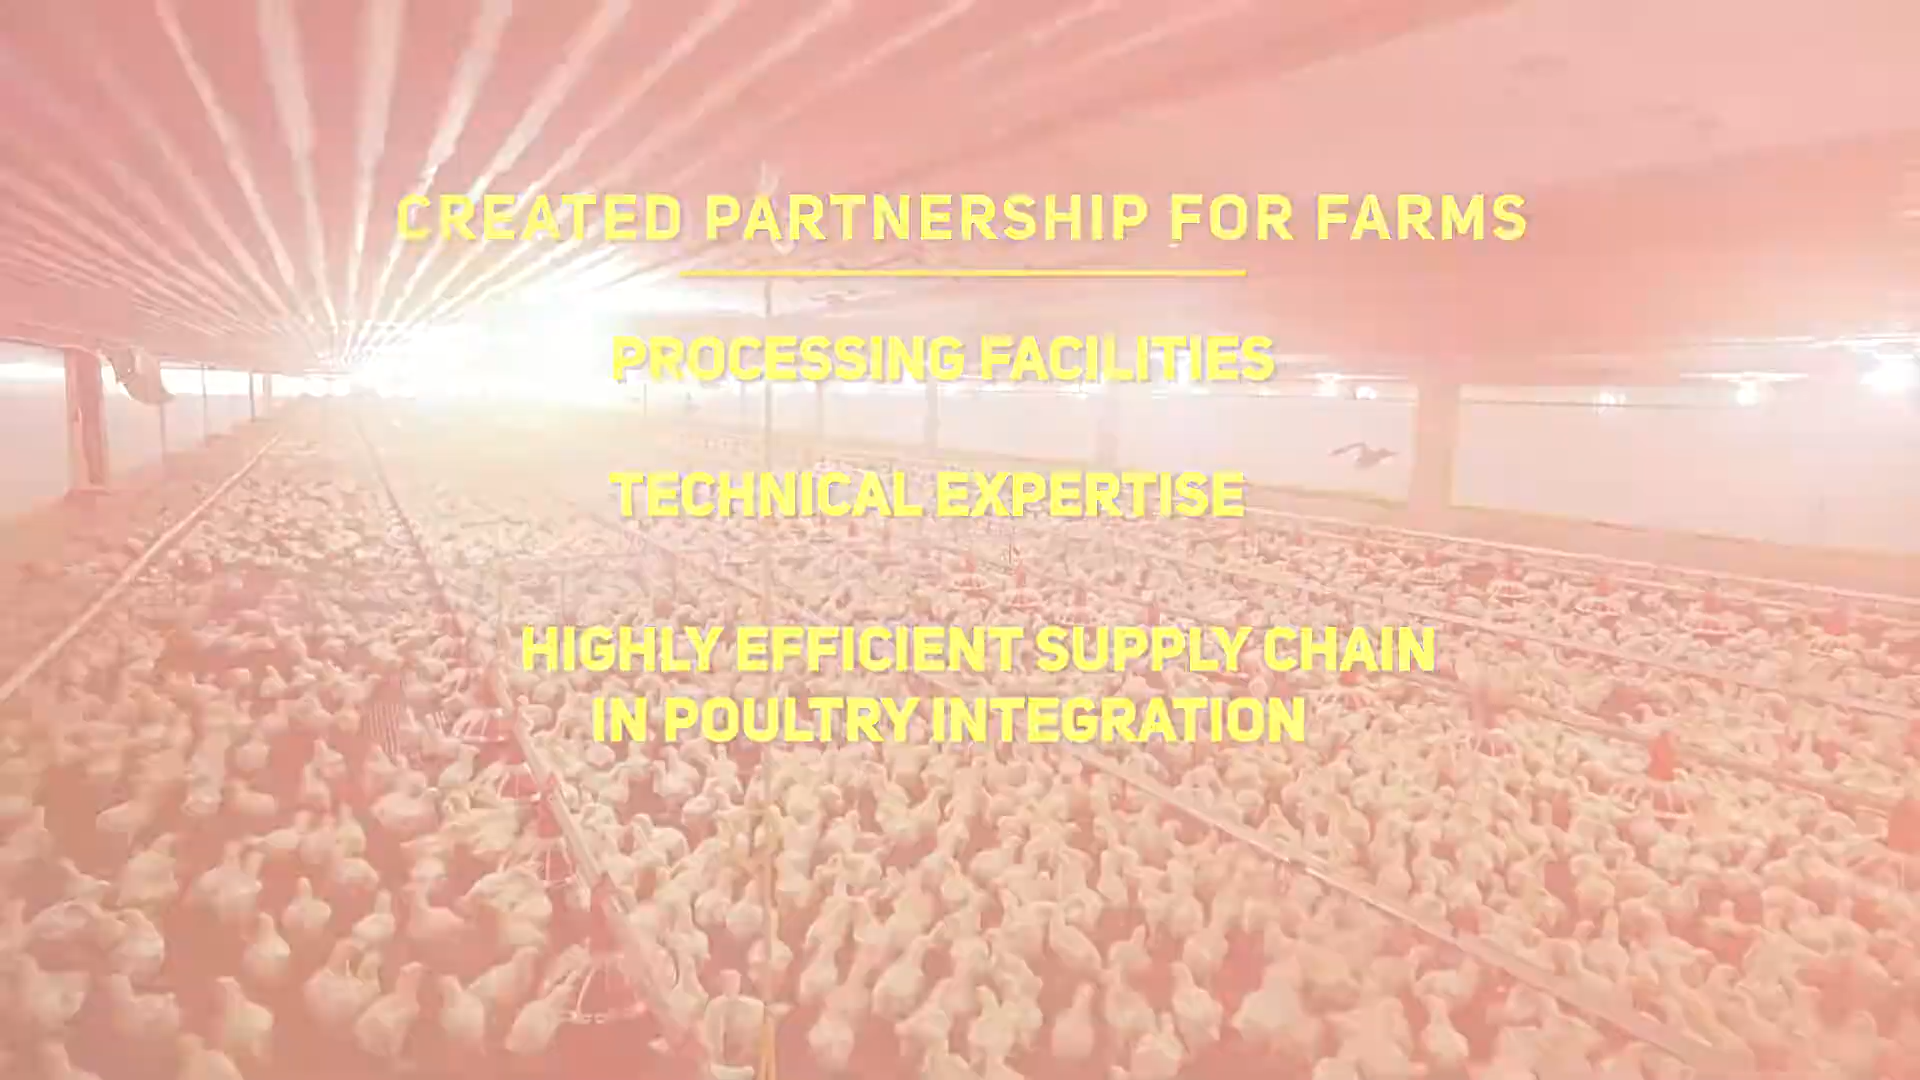 CREATED PARTNERSHIP FOR FARMS
PROCESSING FACILITIES
TECHNICAL EXPERTISE
HIGHLY EFFICIENT SUPPLY CHAIN
IN POULTRY INTEGRATION